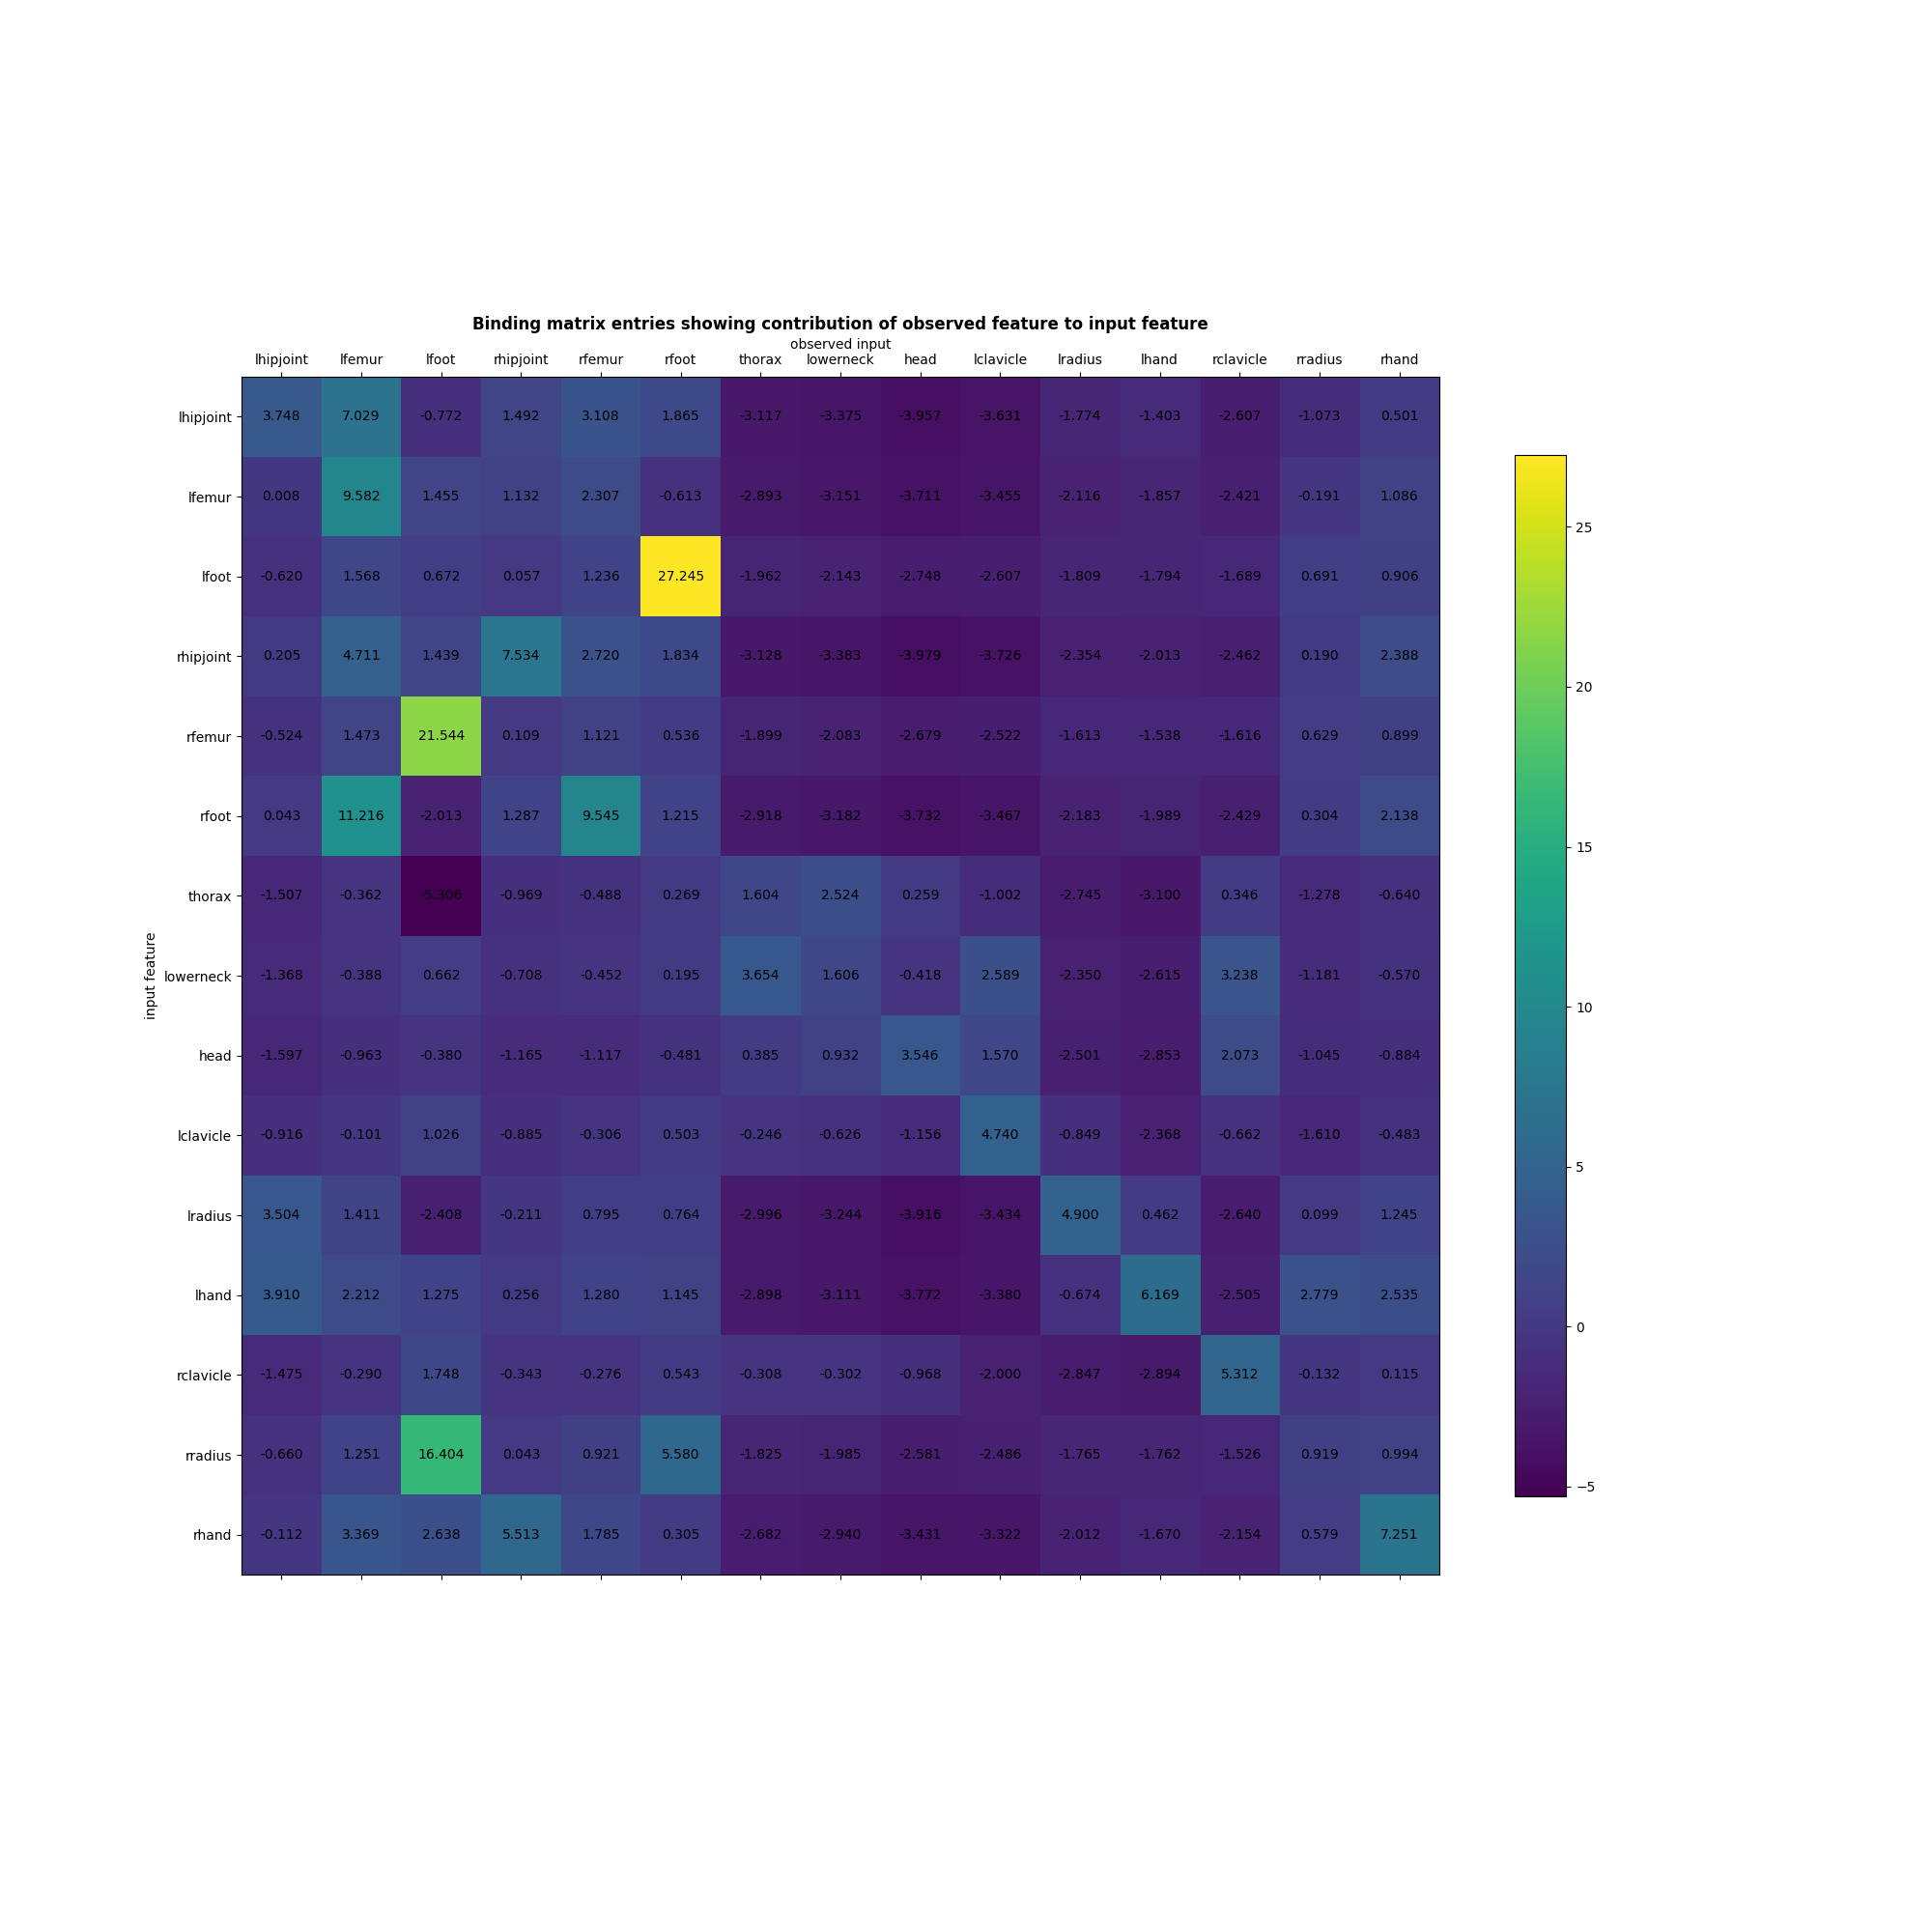 Binding matrix entries showing contribution of observed feature to input feature
observed input
lhipjoint lfemur lfoot rhipjoint rfemur rfoot thorax lowerneck head lclavicle lradius lhand rclavicle rradius rhand
lhipjoint 3.748 7.029 -0.772 1.492 3.108 1.865 -3.117 -3.375 -3.957 -3.631 -1.774 -1.403 -2.607 -1.073 0.501
lfemur 0.008 9.582 1.455 1.132 2.307 -0.613 -2.893 -3.151 -3.711 -3.455 -2.116 -1.857 -2.421 -0.191 1.086
25
lfoot -0.620 1.568 0.672 0.057 1.236 27.245 -1.962 -2.143 -2.748 -2.607 -1.809 -1.794 -1.689 0.691 0.906
rhipjoint 0.205 4.711 1.439 7.534 2.720 1.834 -3.128 -3.383 -3.979 -3.726 -2.354 -2.013 -2.462 0.190 2.388
20
rfemur -0.524 1.473 21.544 0.109 1.121 0.536 -1.899 -2.083 -2.679 -2.522 -1.613 -1.538 -1.616 0.629 0.899
rfoot 0.043 11.216 -2.013 1.287 9.545 1.215 -2.918 -3.182 -3.732 -3.467 -2.183 -1.989 -2.429 0.304 2.138
15
thorax -1.507 -0.362 -5.306 -0.969 -0.488 0.269 1.604 2.524 0.259 -1.002 -2.745 -3.100 0.346 -1.278 -0.640
input feature
lowerneck -1.368 -0.388 0.662 -0.708 -0.452 0.195 3.654 1.606 -0.418 2.589 -2.350 -2.615 3.238 -1.181 -0.570
10
head -1.597 -0.963 -0.380 -1.165 -1.117 -0.481 0.385 0.932 3.546 1.570 -2.501 -2.853 2.073 -1.045 -0.884
lclavicle -0.916 -0.101 1.026 -0.885 -0.306 0.503 -0.246 -0.626 -1.156 4.740 -0.849 -2.368 -0.662 -1.610 -0.483
5
lradius 3.504 1.411 -2.408 -0.211 0.795 0.764 -2.996 -3.244 -3.916 -3.434 4.900 0.462 -2.640 0.099 1.245
lhand 3.910 2.212 1.275 0.256 1.280 1.145 -2.898 -3.111 -3.772 -3.380 -0.674 6.169 -2.505 2.779 2.535
0
rclavicle -1.475 -0.290 1.748 -0.343 -0.276 0.543 -0.308 -0.302 -0.968 -2.000 -2.847 -2.894 5.312 -0.132 0.115
rradius -0.660 1.251 16.404 0.043 0.921 5.580 -1.825 -1.985 -2.581 -2.486 -1.765 -1.762 -1.526 0.919 0.994
−5
rhand -0.112 3.369 2.638 5.513 1.785 0.305 -2.682 -2.940 -3.431 -3.322 -2.012 -1.670 -2.154 0.579 7.251